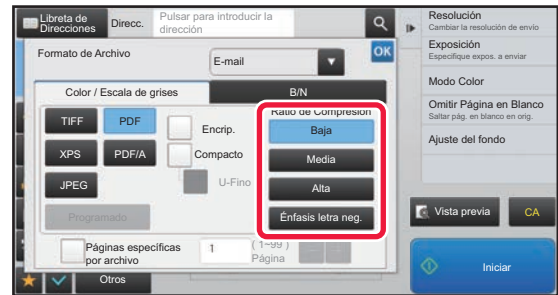 Libreta de
Direcciones
Direcc.
Pulsar para introducir la
dirección
Formato de Archivo
E-mail
OK
Color / Escala de grises
B/N
TIFF
PDF
Encrip.
XPS
PDF/A
Compacto
JPEG
U-Fino
Programado
Ratio de Compresión
Baja
Media
Alta
Énfasis letra neg.
Páginas específicas
por archivo
1
( 1~99 )
Página
Otros
Resolución
Cambiar la resolución de envío
Exposición
Especifique expos. a enviar
Modo Color
Omitir Página en Blanco
Saltar pág. en blanco en orig.
Ajuste del fondo
Vista previa
CA
Iniciar